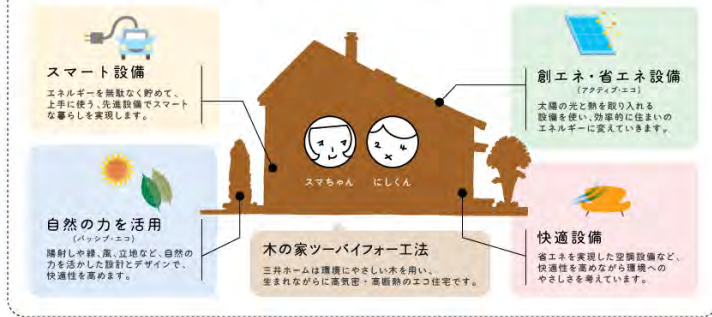 スマート設備
エネルギーを無駄なく貯めて、
上手に使う、先進設備でスマート
な暮らしを実現します。
創エネ・省エネ設備
(アクティブ・エコ)
太陽の光と熱を取り入れる
設備を使い、効率的に住まいの
エネルギーに変えていきます。
スマちゃん
にしくん
自然の力を活用
(パッシブ・エコ)
陽射しや緑、風、立地など、自然の
力を活かした設計とデザインで、
快適性を高めます。
木の家ツーバイフォー工法
三井ホームは環境にやさしい木を用い、
生まれながらに高気密・高断熱のエコ住宅です。
快適設備
省エネを実現した空調設備など、
快適性を高めながら環境への
やさしさを考えています。